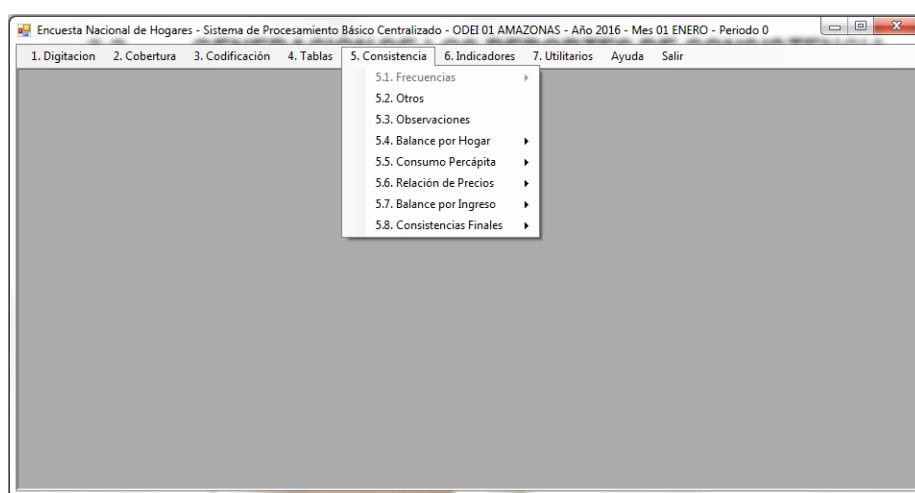 Encuesta Nacional de Hogares - Sistema de Procesamiento Básico Centralizado - ODEI 01 AMAZONAS - Año 2016 - Mes 01 ENERO - Periodo 0
1. Digitacion 2. Cobertura 3. Codificación 4. Tablas 5. Consistencia 6. Indicadores 7. Utilitarios Ayuda Salir
5.1. Frecuencias
5.2. Otros
5.3. Observaciones
5.4. Balance por Hogar
5.5. Consumo Percápita
5.6. Relación de Precios
5.7. Balance por Ingreso
5.8. Consistencias Finales